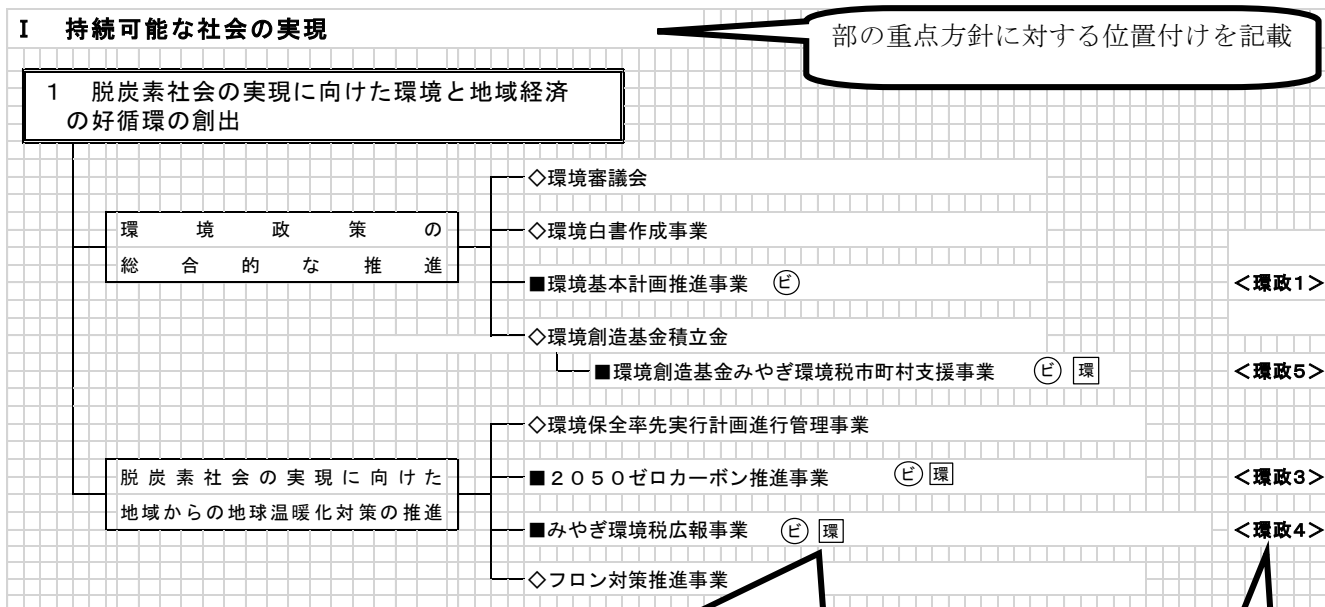 Ⅰ 持続可能な社会の実現
部の重点方針に対する位置付けを記載
1 脱炭素社会の実現に向けた環境と地域経済
の好循環の創出
環境政策の
総合的な推進
◇環境審議会
◇環境白書作成事業
■環境基本計画推進事業 ㋪ <環政1>
◇環境創造基金積立金
■環境創造基金みやぎ環境税市町村支援事業 ㋪ 環 <環政5>
脱炭素社会の実現に向けた
地域からの地球温暖化対策の推進
◇環境保全率先実行計画進行管理事業
■2050ゼロカーボン推進事業 ㋪ 環 <環政3>
■みやぎ環境税広報事業 ㋪ 環 <環政4>
◇フロン対策推進事業